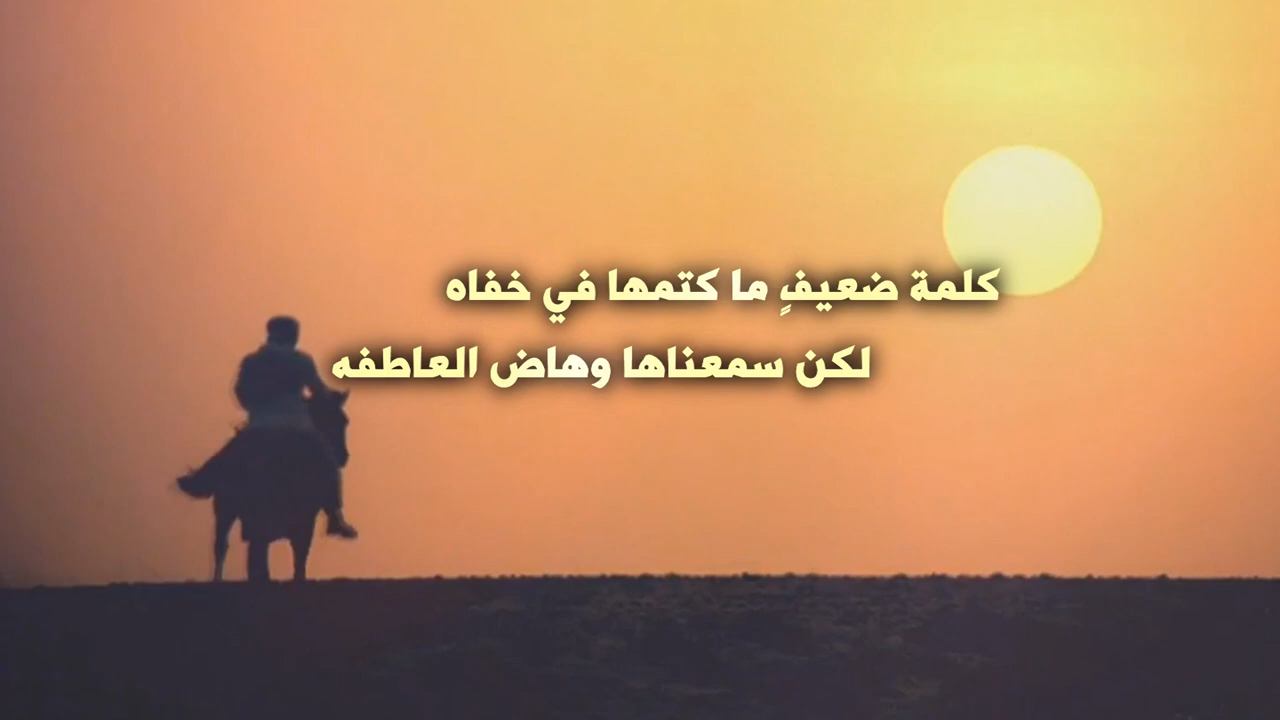 كلمة ضعيفٍ ما كتمها في خفاه
لكن سمعناها وهاض العاطفه